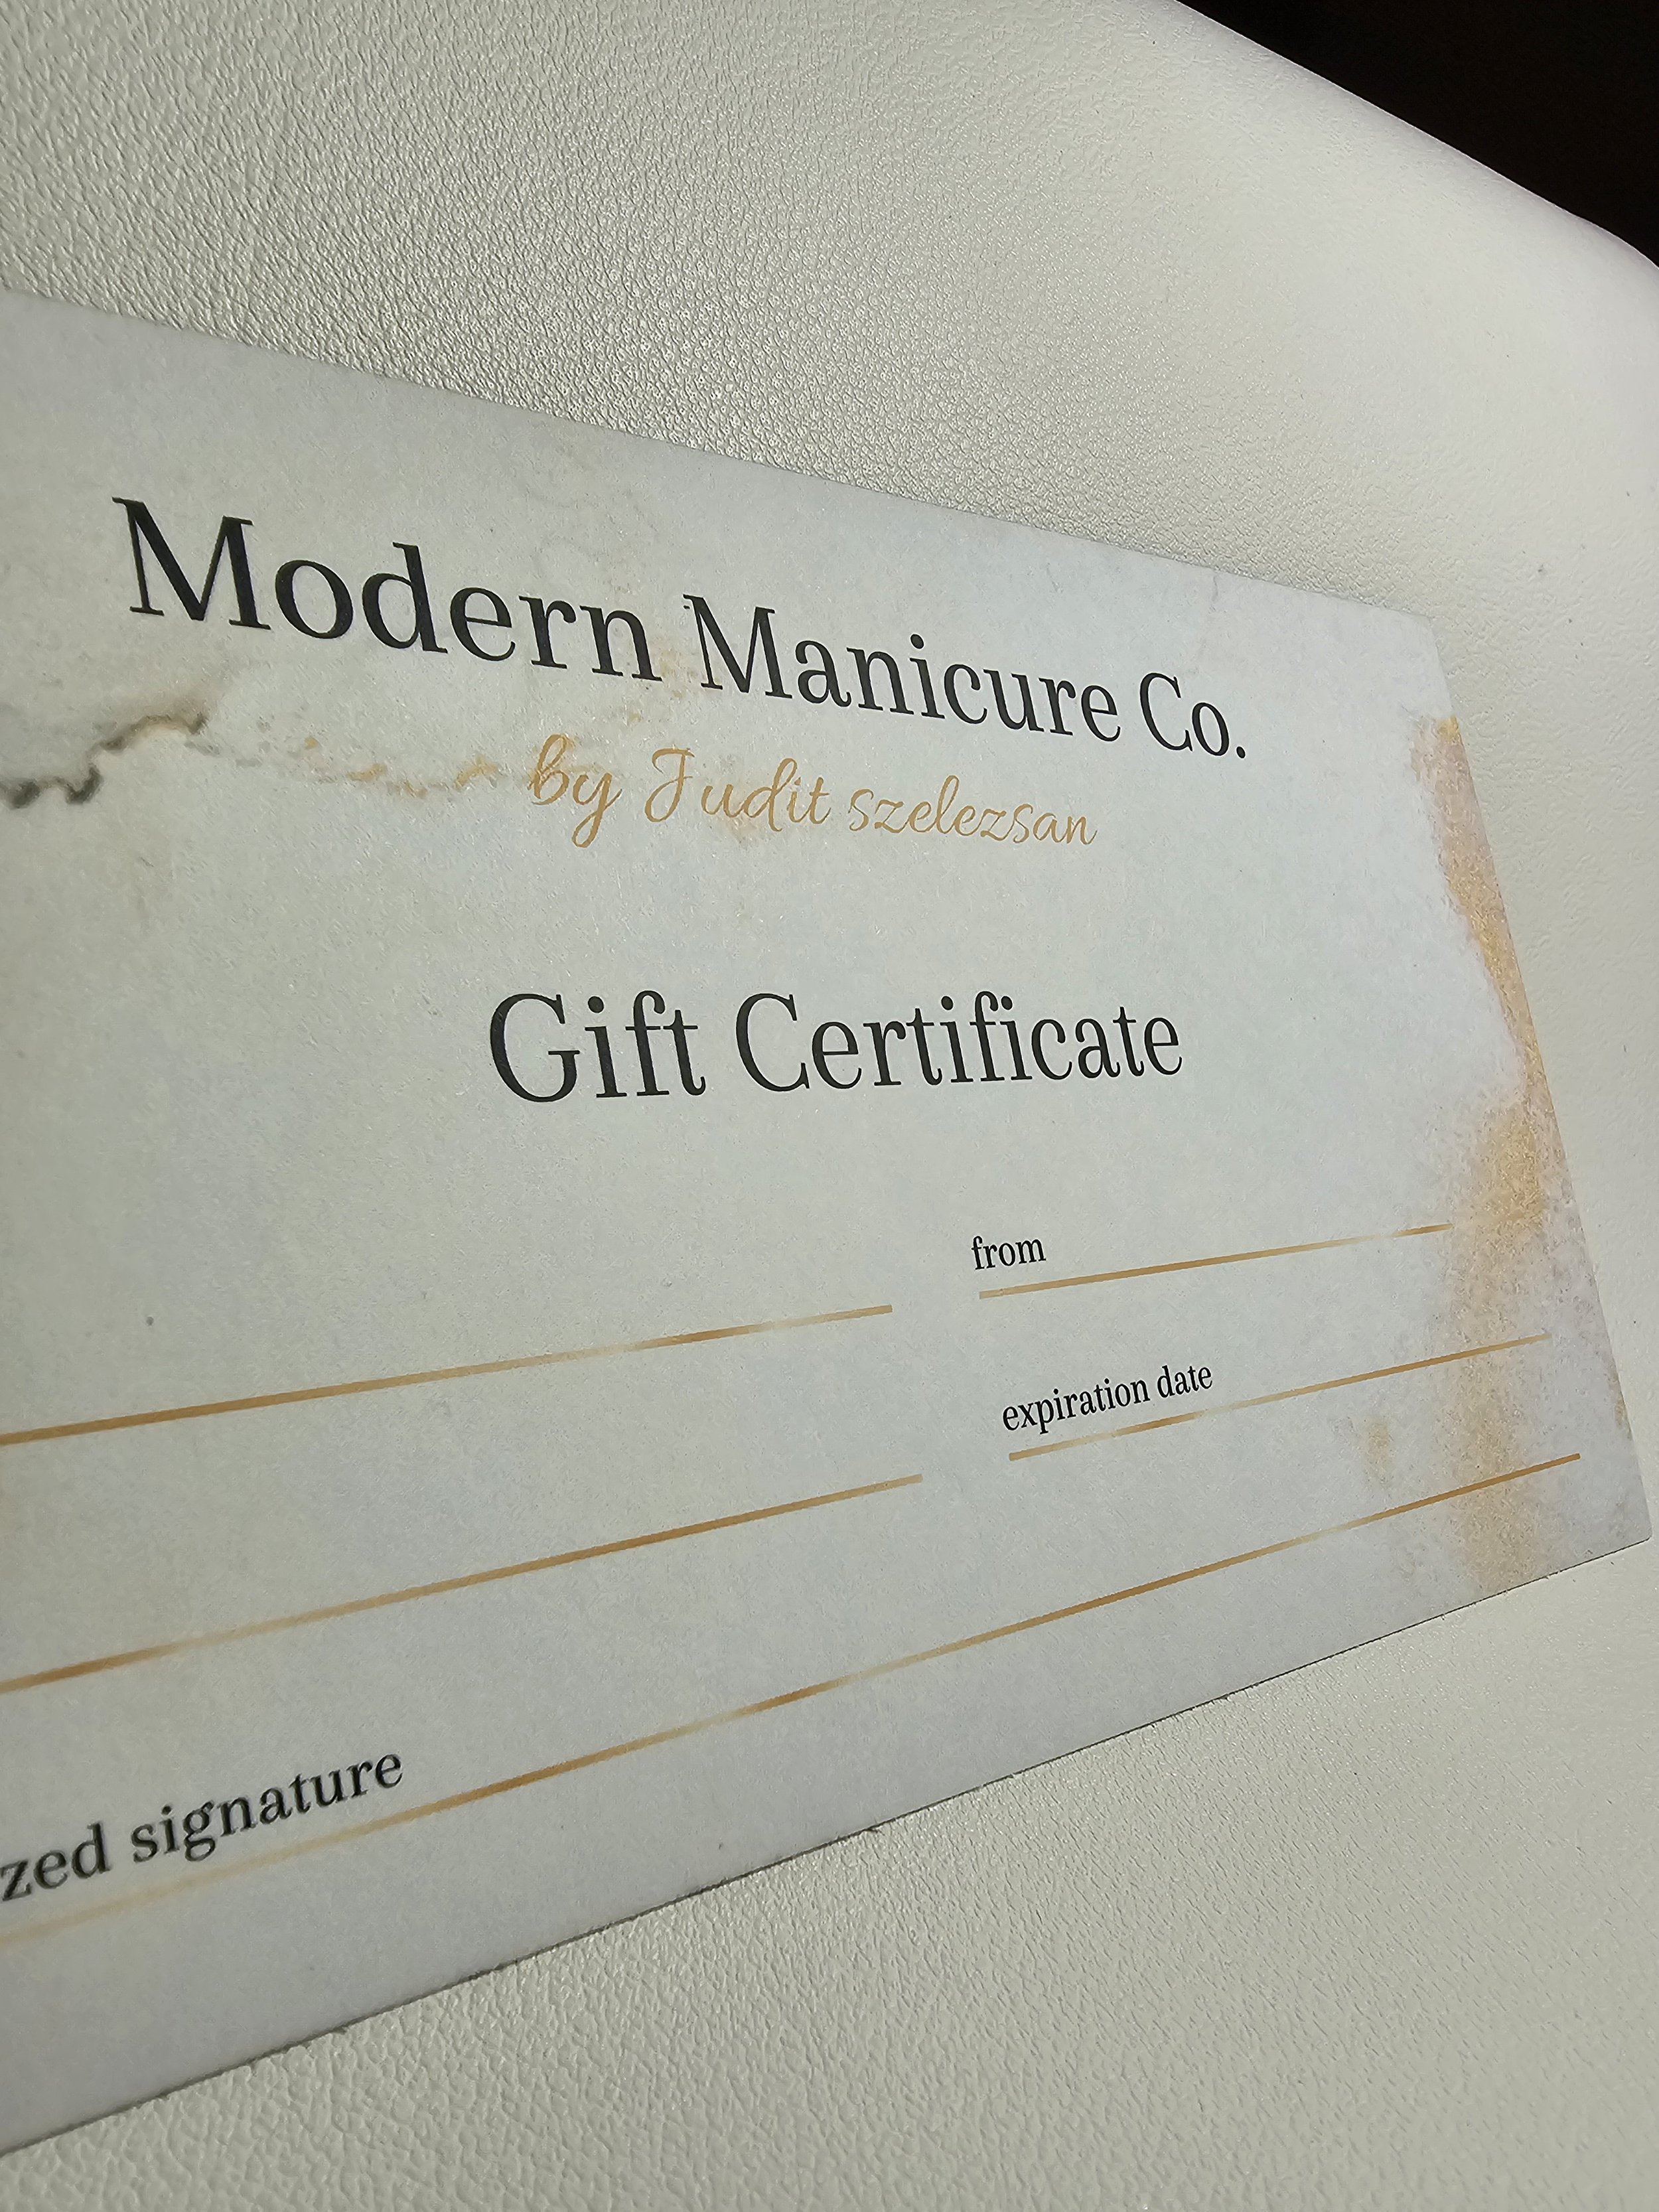 Modern Manicure Co.
by Judit szelezsan
Gift Certificate
from
expiration date
zed signature